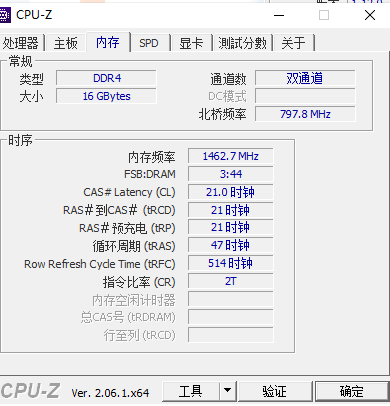 CPU-Z
处理器 主板 内存 SPD 显卡 測試分數 关于
常规
类型 DDR4 通道数 双通道
大小 16 GBytes DC模式
北桥频率 797.8 MHz
时序
内存频率 1462.7 MHz
FSB:DRAM 3:44
CAS# Latency (CL) 21.0 时钟
RAS#到CAS# (tRCD) 21 时钟
RAS#预充电 (tRP) 21 时钟
循环周期 (tRAS) 47 时钟
Row Refresh Cycle Time (tRFC) 514 时钟
指令比率 (CR) 2T
内存空闲计时器
总CAS号 (tRDRAM)
行至列 (tRCD)
CPU-Z Ver. 2.06.1.x64 工具 验证 确定